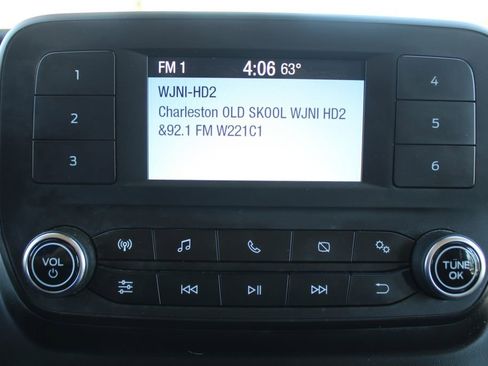 FM 1 4:06 63°
WJNI-HD2
Charleston OLD SKOOL WJNI HD2
&92.1 FM W221C1
1
2
3
4
5
6
VOL
TUNE
OK